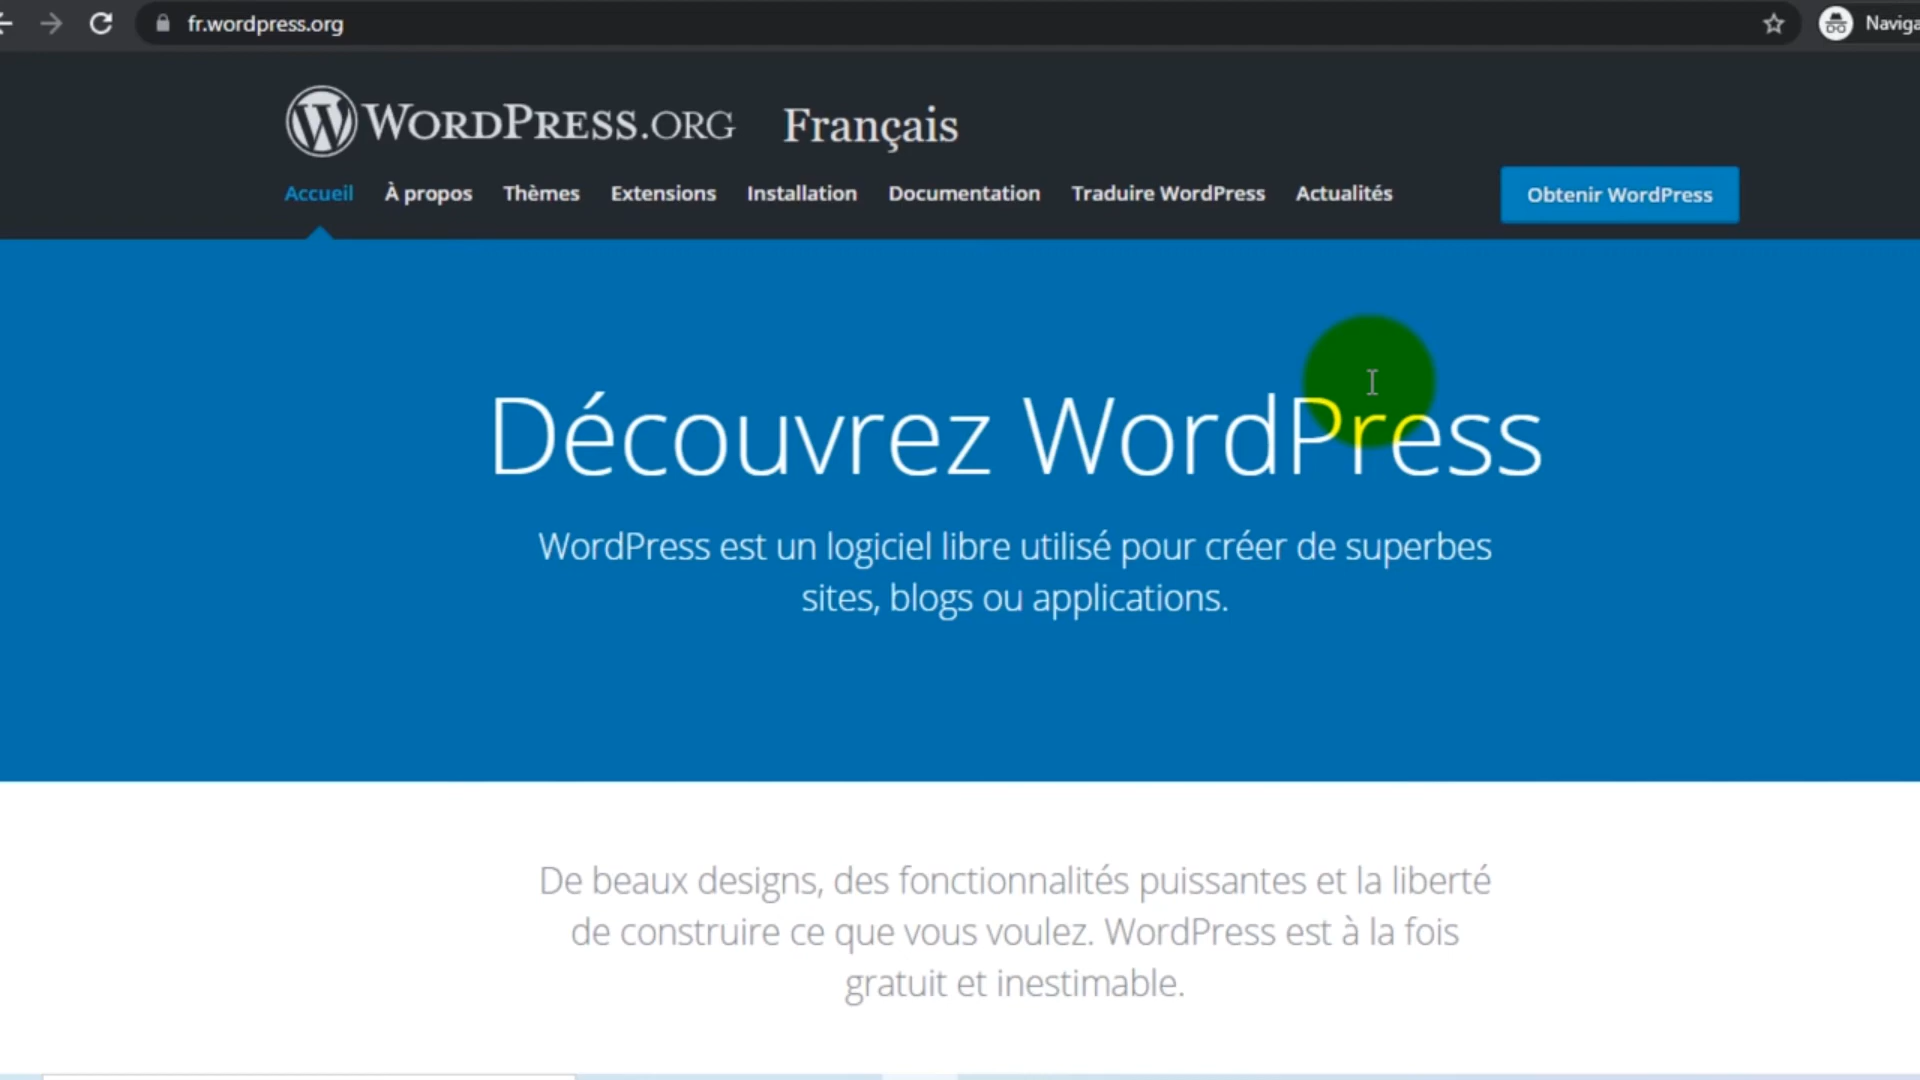 fr.wordpress.org
Naviga
WORDPRESS.ORG Français
Accueil À propos Thèmes Extensions Installation Documentation Traduire WordPress Actualités Obtenir WordPress
Découvrez WordPress
WordPress est un logiciel libre utilisé pour créer de superbes
sites, blogs ou applications.
De beaux designs, des fonctionnalités puissantes et la liberté
de construire ce que vous voulez. WordPress est à la fois
gratuit et inestimable.